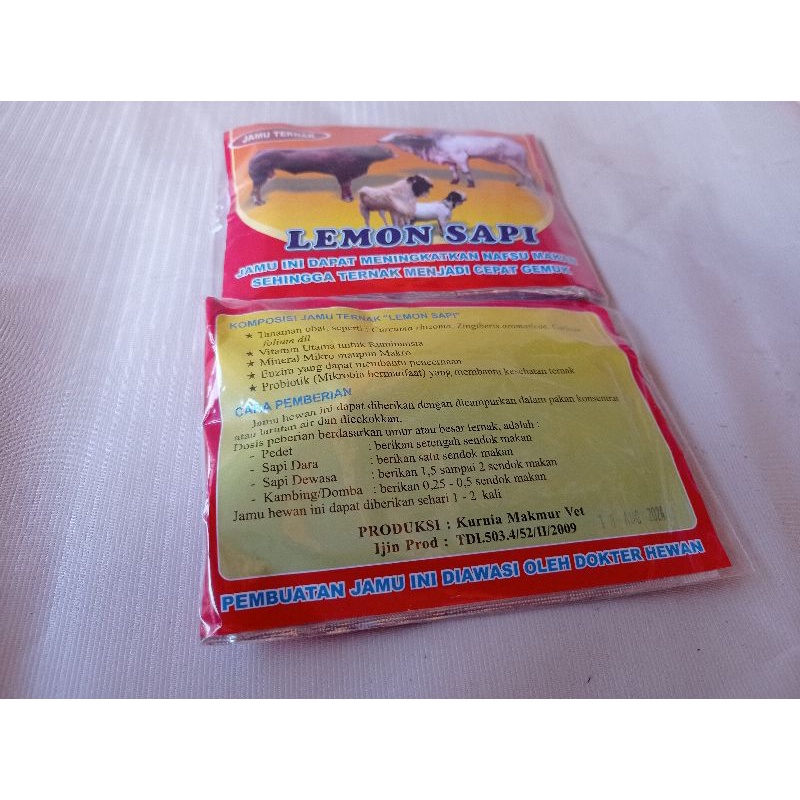 JAMU TERNAK
LEMON SAPI
JAMU INI DAPAT MENINGKATKAN NAFSU MAKAN
SEHINGGA TERNAK MENJADI CEPAT GEMUK
KOMPOSISI JAMU TERNAK "LEMON SAPI"
★ Tanaman obat, seperti : Curcuma rhizoma, Zingiberis aromaticae,
folium dll
★ Vitamin Utama untuk Ruminansia
★ Mineral Mikro maupun Makro
★ Enzim yang dapat membantu pencernaan
★ Probiotik (Mikrobia bermanfaat) yang membantu kesehatan ternak
CARA PEMBERIAN
Jamu hewan ini dapat diberikan dengan dicampurkan dalam pakan konsentrat
atau larutan air dan dicekokkan.
Dosis peberian berdasarkan umur atau besar ternak, adalah :
- Pedet : berikan setengah sendok makan
- Sapi Dara : berikan satu sendok makan
- Sapi Dewasa : berikan 1,5 sampai 2 sendok makan
- Kambing/Domba : berikan 0,25 - 0,5 sendok makan
Jamu hewan ini dapat diberikan sehari 1 - 2 kali
PRODUKSI : Kurnia Makmur Vet
AUG 2026
Ijin Prod : TDI.503.4/52/II/2009
PEMBUATAN JAMU INI DIAWASI OLEH DOKTER HEWAN